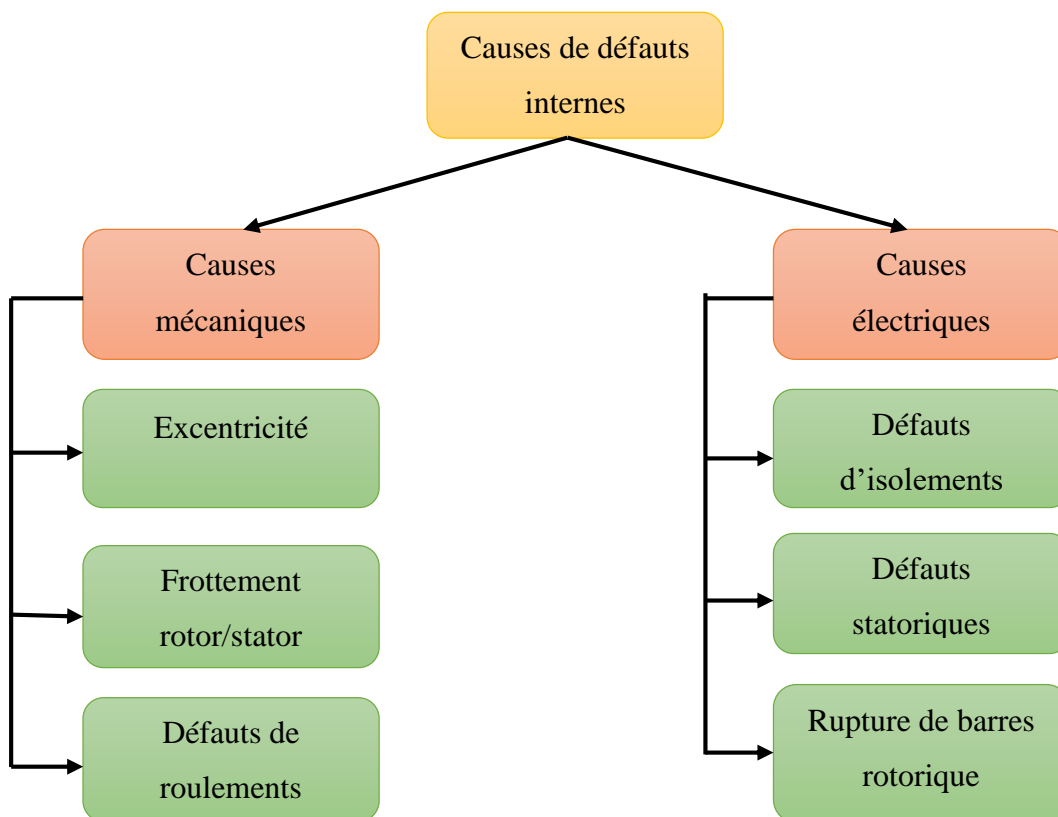 Causes de défauts
internes
Causes
mécaniques
Excentricité
Frottement
rotor/stator
Défauts de
roulements
Causes
électriques
Défauts
d’isolements
Défauts
statoriques
Rupture de barres
rotorique